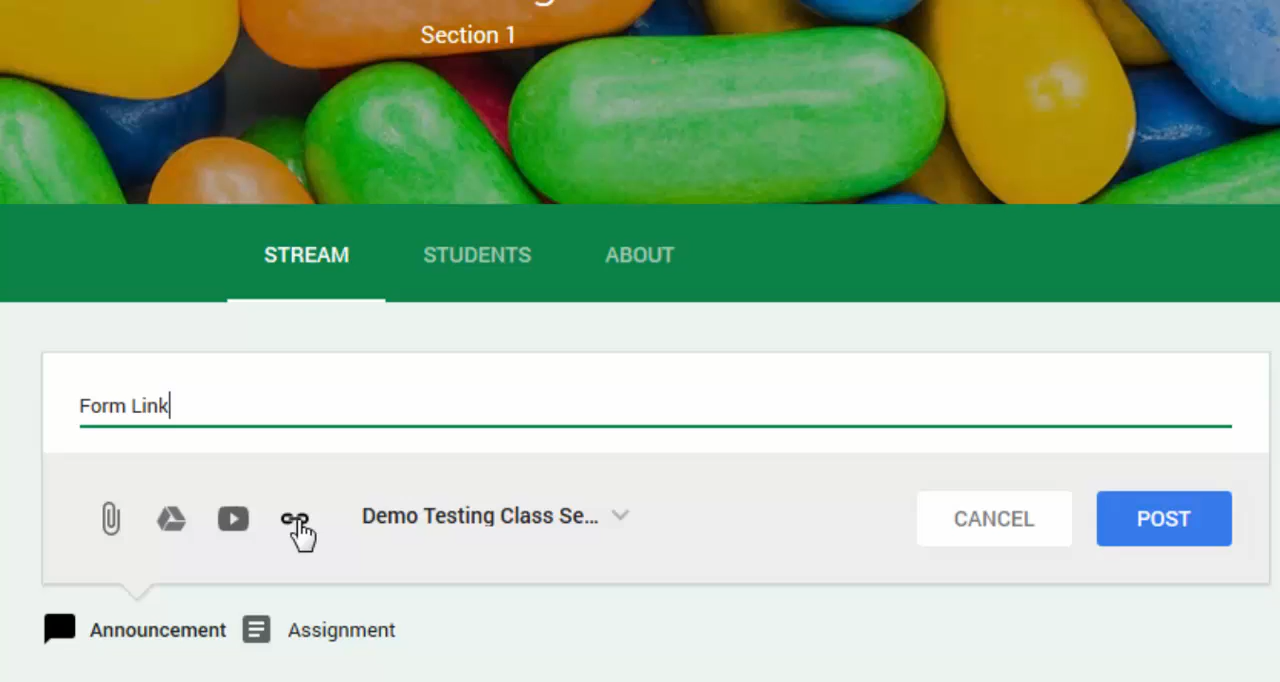 Section 1
STREAM STUDENTS ABOUT
Form Link
Demo Testing Class Se...
CANCEL POST
Announcement Assignment